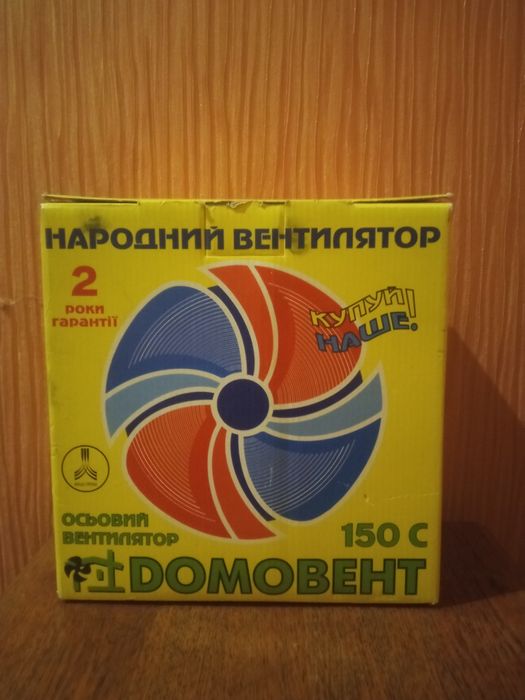 НАРОДНИЙ ВЕНТИЛЯТОР
2
роки
гарантії
КУПУЙ
НАШЕ!
ОСЬОВИЙ
ВЕНТИЛЯТОР
150 С
ДОМОВЕНТ